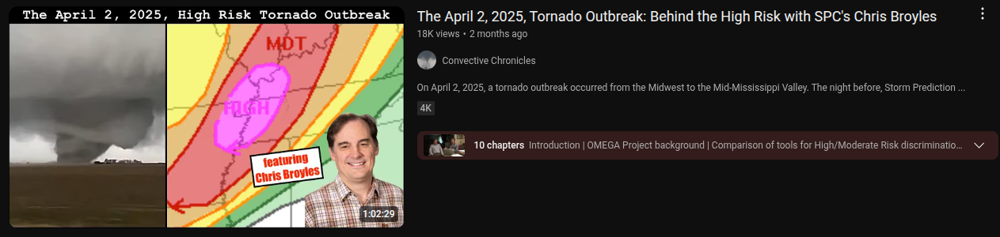 The April 2, 2025, High Risk Tornado Outbreak
MDT
HIGH
featuring
Chris Broyles
1:02:29
The April 2, 2025, Tornado Outbreak: Behind the High Risk with SPC's Chris Broyles
18K views • 2 months ago
Convective Chronicles
On April 2, 2025, a tornado outbreak occurred from the Midwest to the Mid-Mississippi Valley. The night before, Storm Prediction ...
4K
10 chapters Introduction | OMEGA Project background | Comparison of tools for High/Moderate Risk discriminatio...